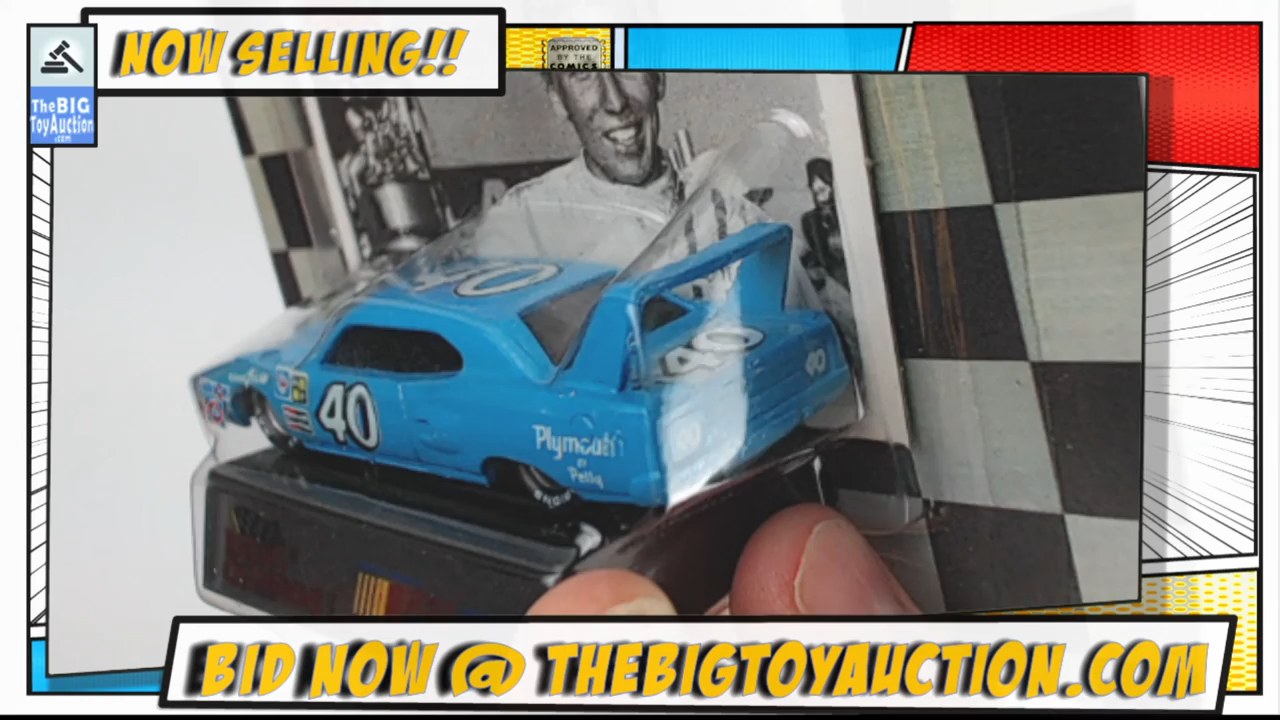 NOW SELLING!!
TheBIG
ToyAuction
.com
APPROVED
BY THE
COMICS
40
40
40
40
Plymouth
BY
Petty
BID NOW @ THEBIGTOYAUCTION.COM